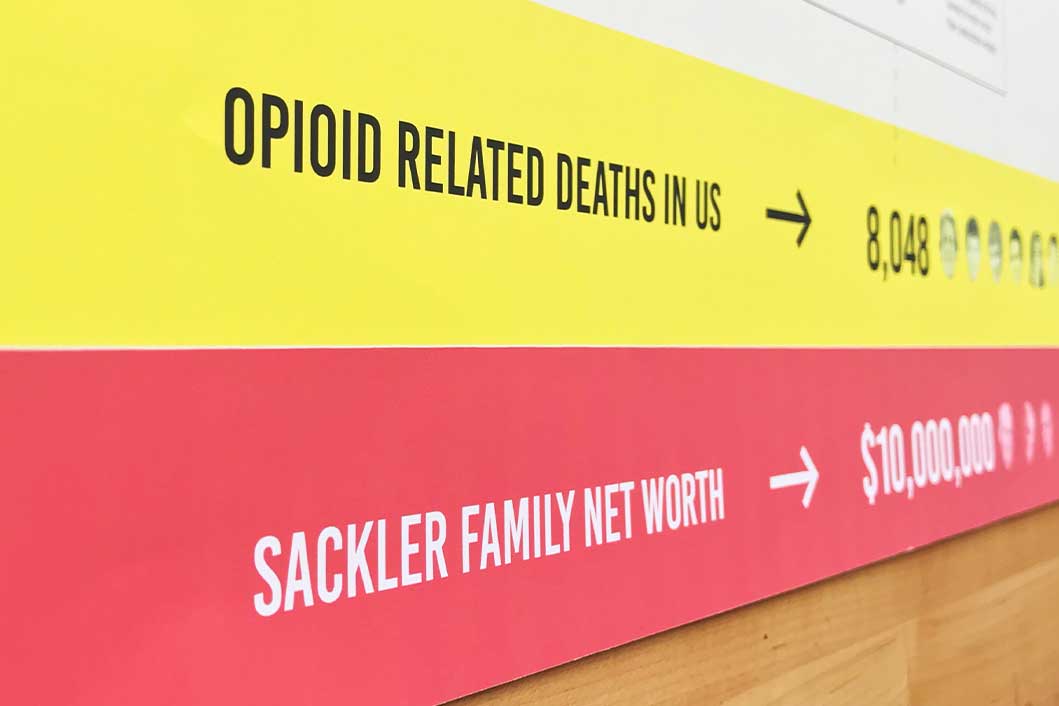 OPIOID RELATED DEATHS IN US → 8,048
SACKLER FAMILY NET WORTH → $10,000,000